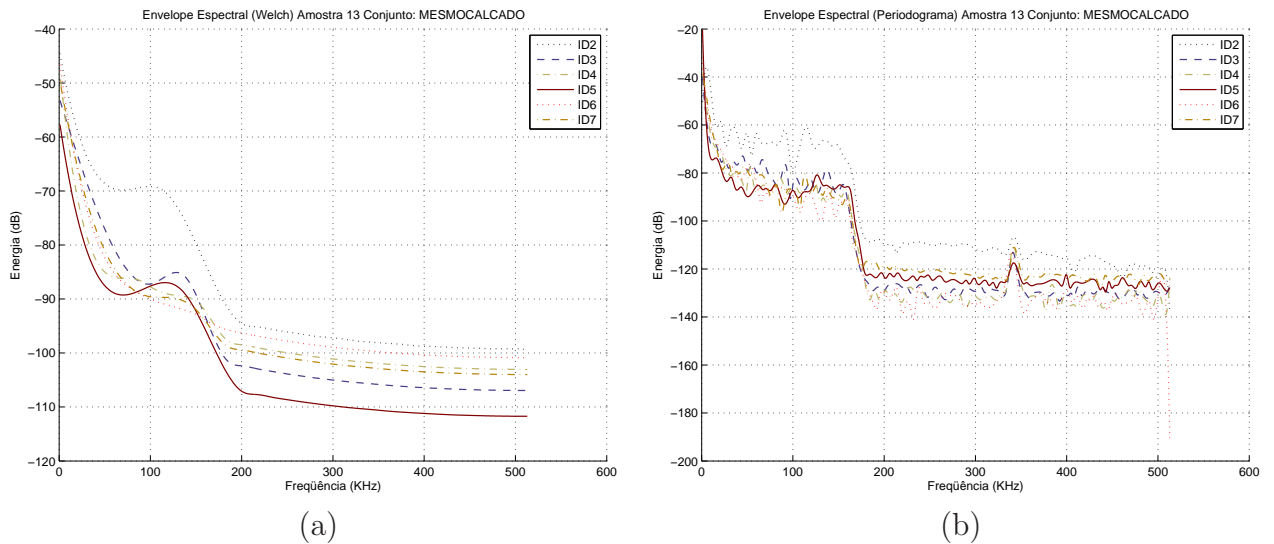 Envelope Espectral (Welch) Amostra 13 Conjunto: MESMOCALCADO
−40
−50
−60
−70
−80
−90
−100
−110
−120
Energia (dB)
0 100 200 300 400 500 600
Freqüência (KHz)
ID2
ID3
ID4
ID5
ID6
ID7
(a)
Envelope Espectral (Periodograma) Amostra 13 Conjunto: MESMOCALCADO
−20
−40
−60
−80
−100
−120
−140
−160
−180
−200
Energia (dB)
0 100 200 300 400 500 600
Freqüência (KHz)
ID2
ID3
ID4
ID5
ID6
ID7
(b)